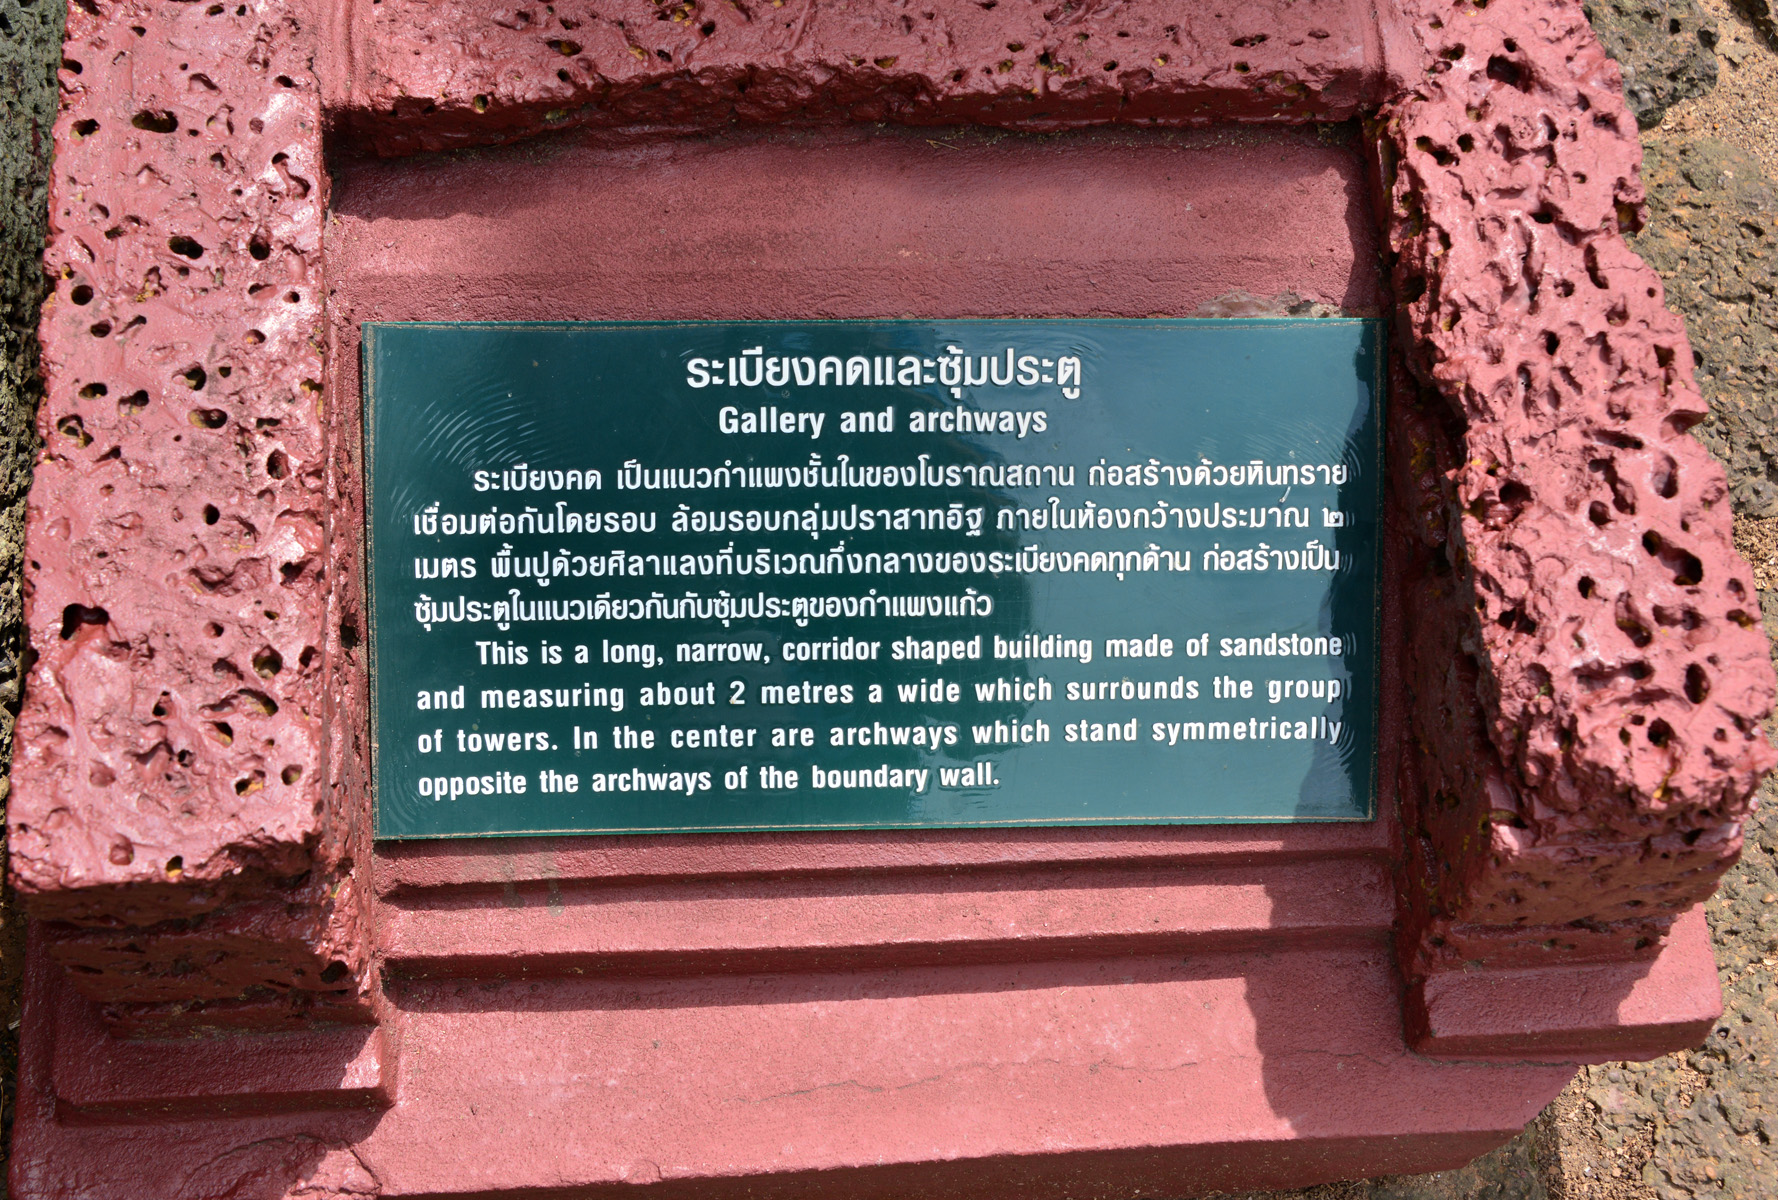 ระเบียงคดและซุ้มประตู
Gallery and archways
ระเบียงคด เป็นแนวกำแพงชั้นในของโบราณสถาน ก่อสร้างด้วยหินทราย
เชื่อมต่อกันโดยรอบ ล้อมรอบกลุ่มปราสาทอิฐ ภายในห้องกว้างประมาณ ๒
เมตร พื้นปูด้วยศิลาแลงที่บริเวณกึ่งกลางของระเบียงคดทุกด้าน ก่อสร้างเป็น
ซุ้มประตูในแนวเดียวกันกับซุ้มประตูของกำแพงแก้ว
This is a long, narrow, corridor shaped building made of sandstone
and measuring about 2 metres a wide which surrounds the group
of towers. In the center are archways which stand symmetrically
opposite the archways of the boundary wall.